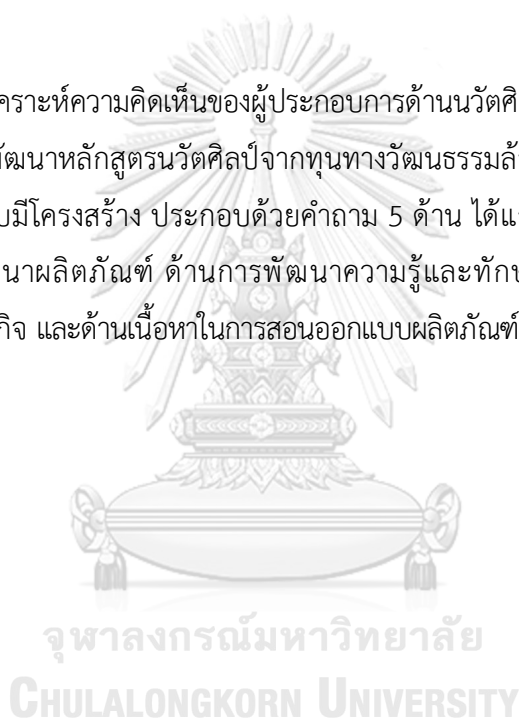 เคราะห์ความคิดเห็นของผู้ประกอบการด้านนวัตศิ
พัฒนาหลักสูตรนวัตศิลป์จากทุนทางวัฒนธรรมล้
บมีโครงสร้าง ประกอบด้วยคำถาม 5 ด้าน ได้แ
นาผลิตภัณฑ์ ด้านการพัฒนาความรู้และทักษ
กิจ และด้านเนื้อหาในการสอนออกแบบผลิตภัณฑ์
จุฬาลงกรณ์มหาวิทยาลัย
CHULALONGKORN UNIVERSITY